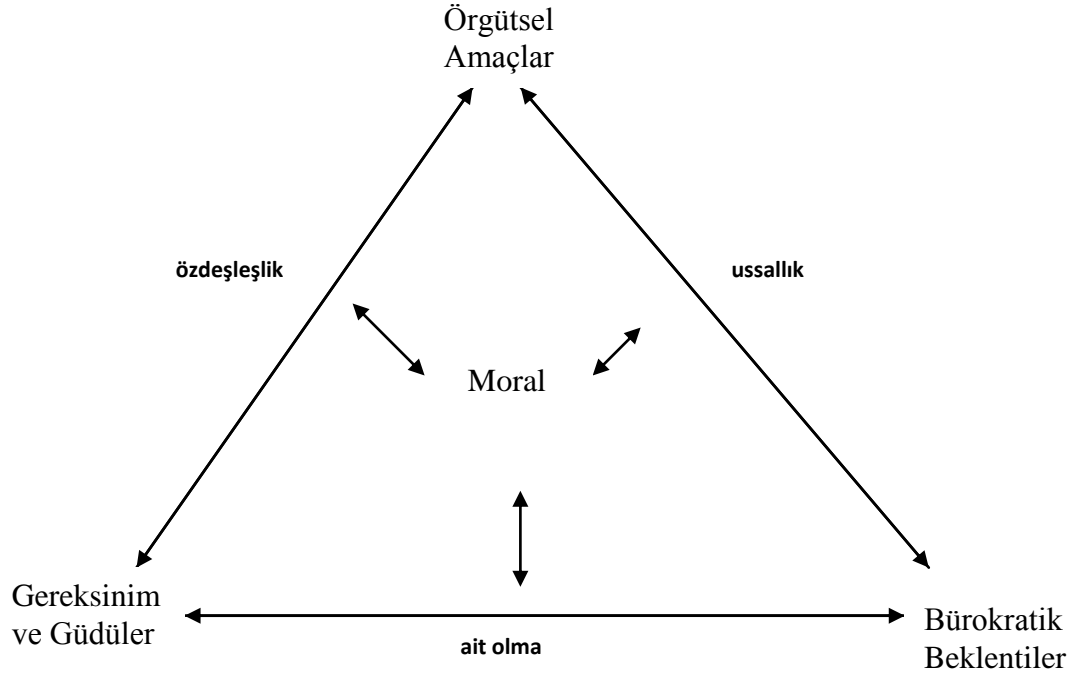 Örgütsel
Amaçlar
özdeşleşlik
ussallık
Moral
Gereksinim
ve Güdüler
ait olma
Bürokratik
Beklentiler